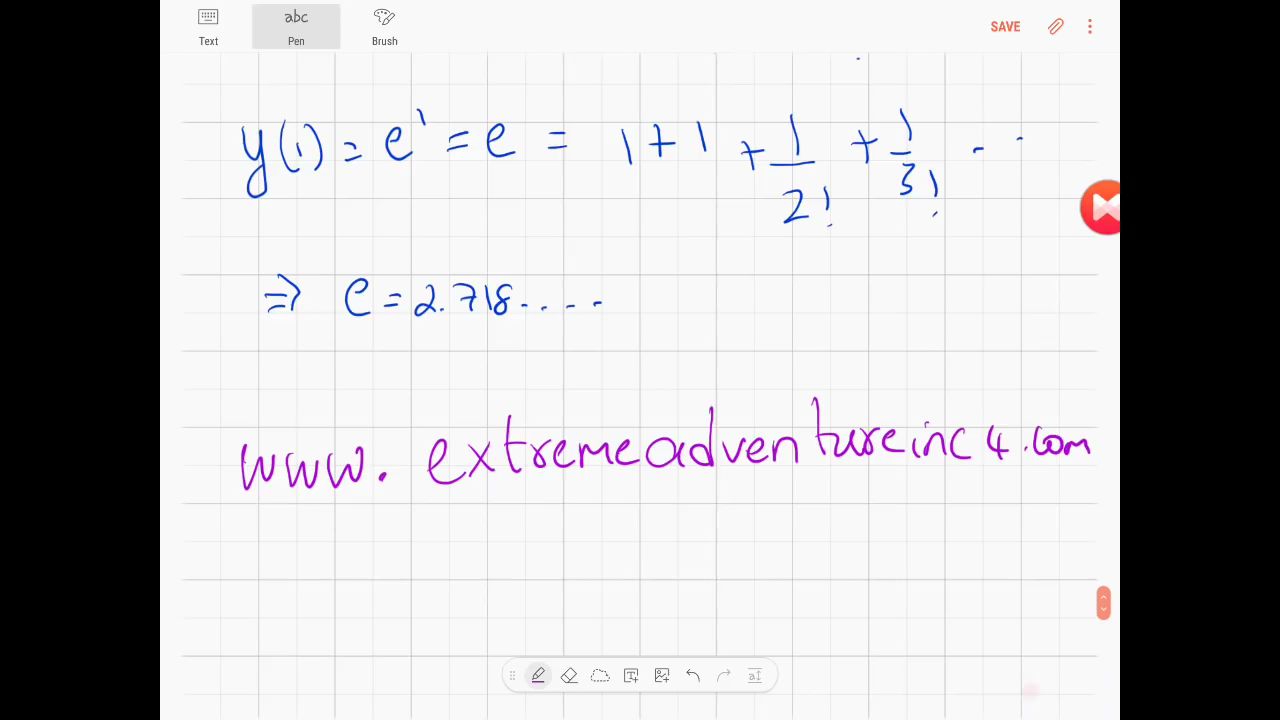 abc
Text Pen Brush SAVE
y(1) = e¹ = e = 1 + 1 + 1/2! + 1/3! - -
⇒ e = 2.718....
www.extremeadventureinc4.com